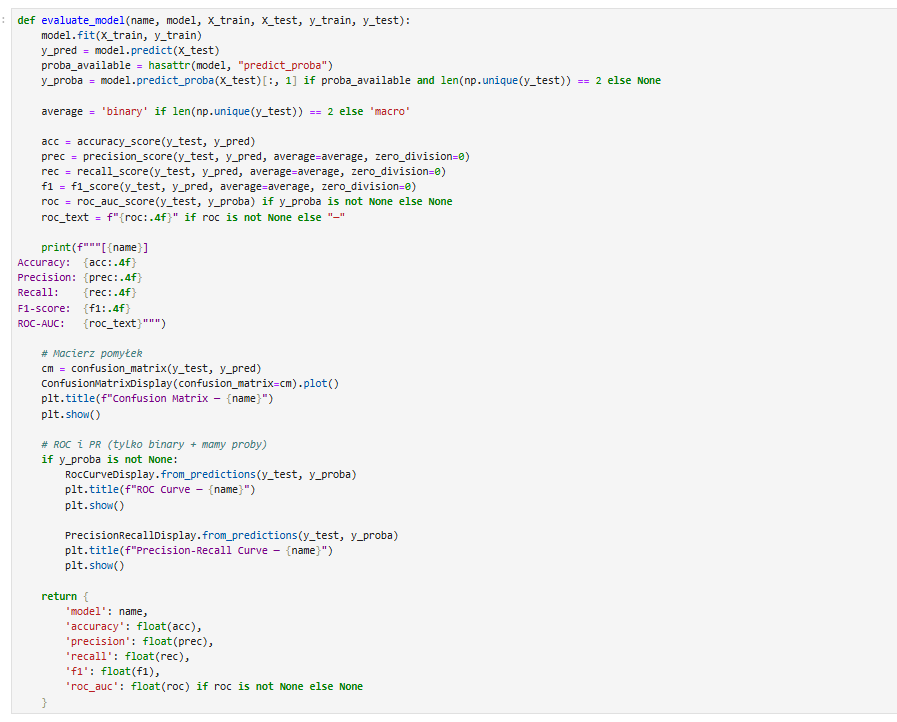 def evaluate_model(name, model, X_train, X_test, y_train, y_test):
    model.fit(X_train, y_train)
    y_pred = model.predict(X_test)
    proba_available = hasattr(model, "predict_proba")
    y_proba = model.predict_proba(X_test)[:, 1] if proba_available and len(np.unique(y_test)) == 2 else None

    average = 'binary' if len(np.unique(y_test)) == 2 else 'macro'

    acc = accuracy_score(y_test, y_pred)
    prec = precision_score(y_test, y_pred, average=average, zero_division=0)
    rec = recall_score(y_test, y_pred, average=average, zero_division=0)
    f1 = f1_score(y_test, y_pred, average=average, zero_division=0)
    roc = roc_auc_score(y_test, y_proba) if y_proba is not None else None
    roc_text = f"{roc:.4f}" if roc is not None else "—"

    print(f"""[{name}]
Accuracy:  {acc:.4f}
Precision: {prec:.4f}
Recall:    {rec:.4f}
F1-score:  {f1:.4f}
ROC-AUC:   {roc_text}""")

    # Macierz pomyłek
    cm = confusion_matrix(y_test, y_pred)
    ConfusionMatrixDisplay(confusion_matrix=cm).plot()
    plt.title(f"Confusion Matrix — {name}")
    plt.show()

    # ROC i PR (tylko binary + mamy proby)
    if y_proba is not None:
        RocCurveDisplay.from_predictions(y_test, y_proba)
        plt.title(f"ROC Curve — {name}")
        plt.show()

        PrecisionRecallDisplay.from_predictions(y_test, y_proba)
        plt.title(f"Precision-Recall Curve — {name}")
        plt.show()

    return {
        'model': name,
        'accuracy': float(acc),
        'precision': float(prec),
        'recall': float(rec),
        'f1': float(f1),
        'roc_auc': float(roc) if roc is not None else None
    }